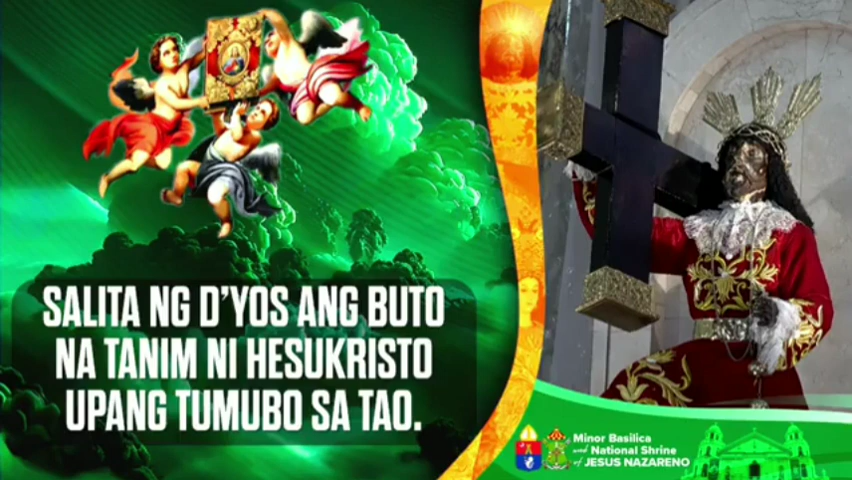 SALITA NG D'YOS ANG BUTO
NA TANIM NI HESUKRISTO
UPANG TUMUBO SA TAO.
Minor Basilica
and National Shrine
of JESUS NAZARENO